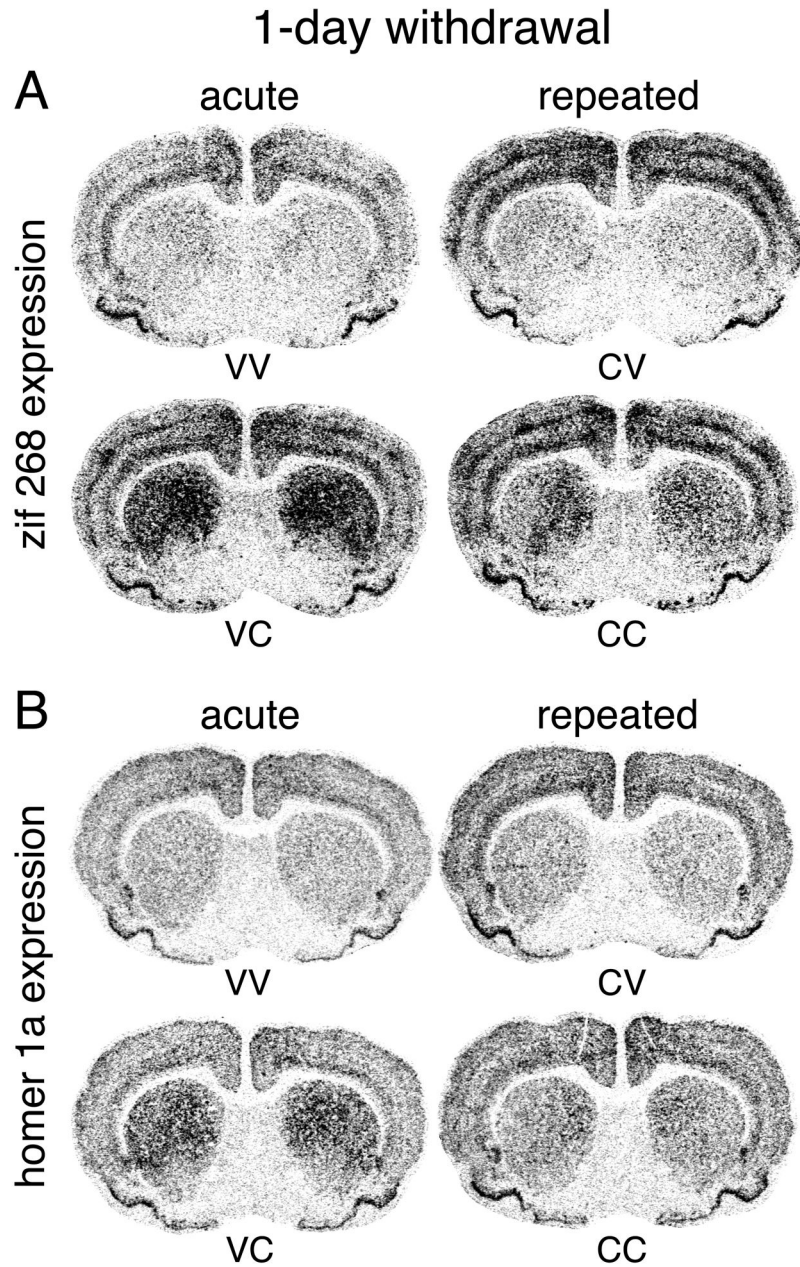 1-day withdrawal
A
acute
repeated
zif 268 expression
VV
CV
VC
CC
B
acute
repeated
homer 1a expression
VV
CV
VC
CC